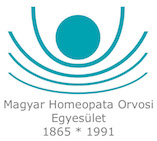 Magyar Homeopata Orvosi
Egyesület
1865 * 1991